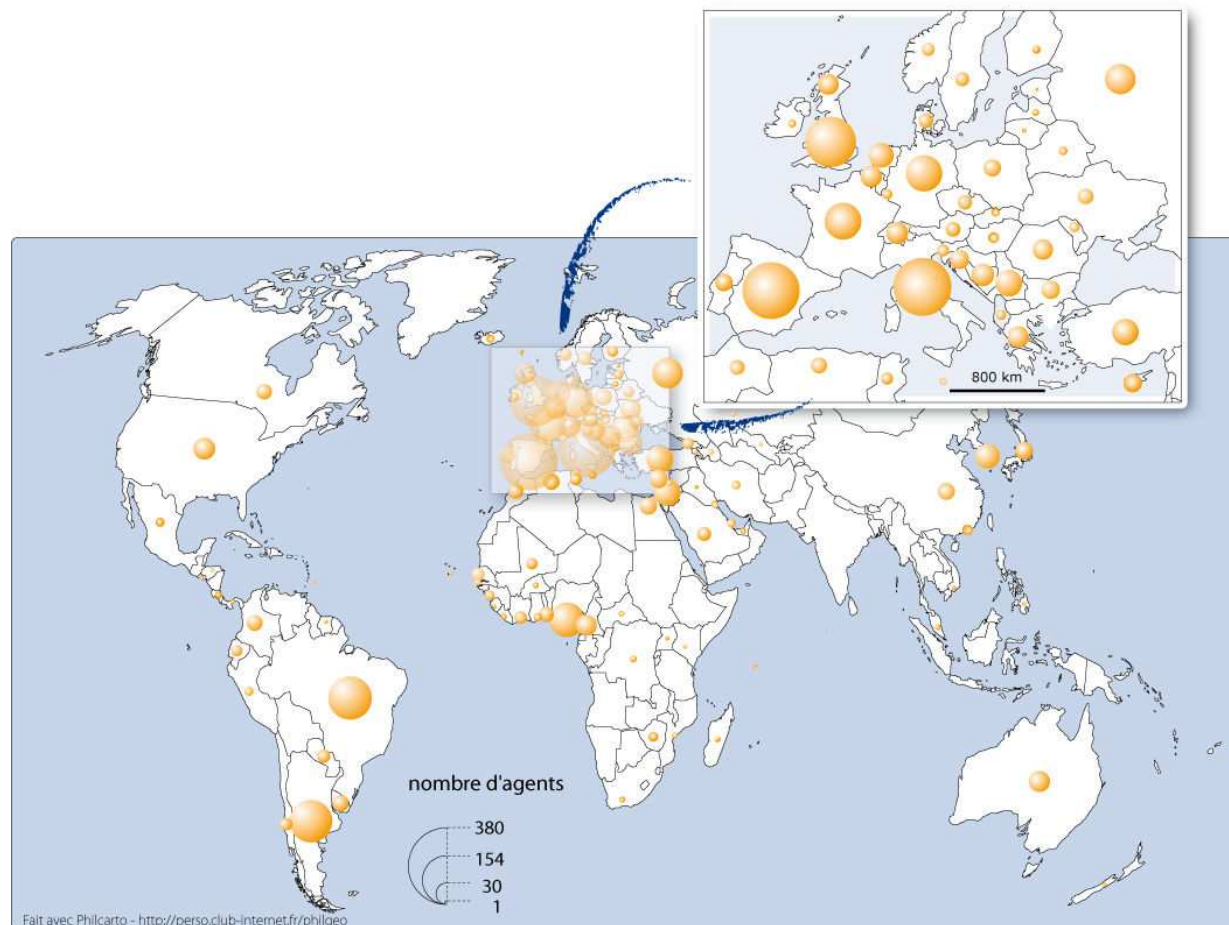 800 km
nombre d'agents
380
154
30
1
Fait avec Philcarto - http://perso.club-internet.fr/philgeo